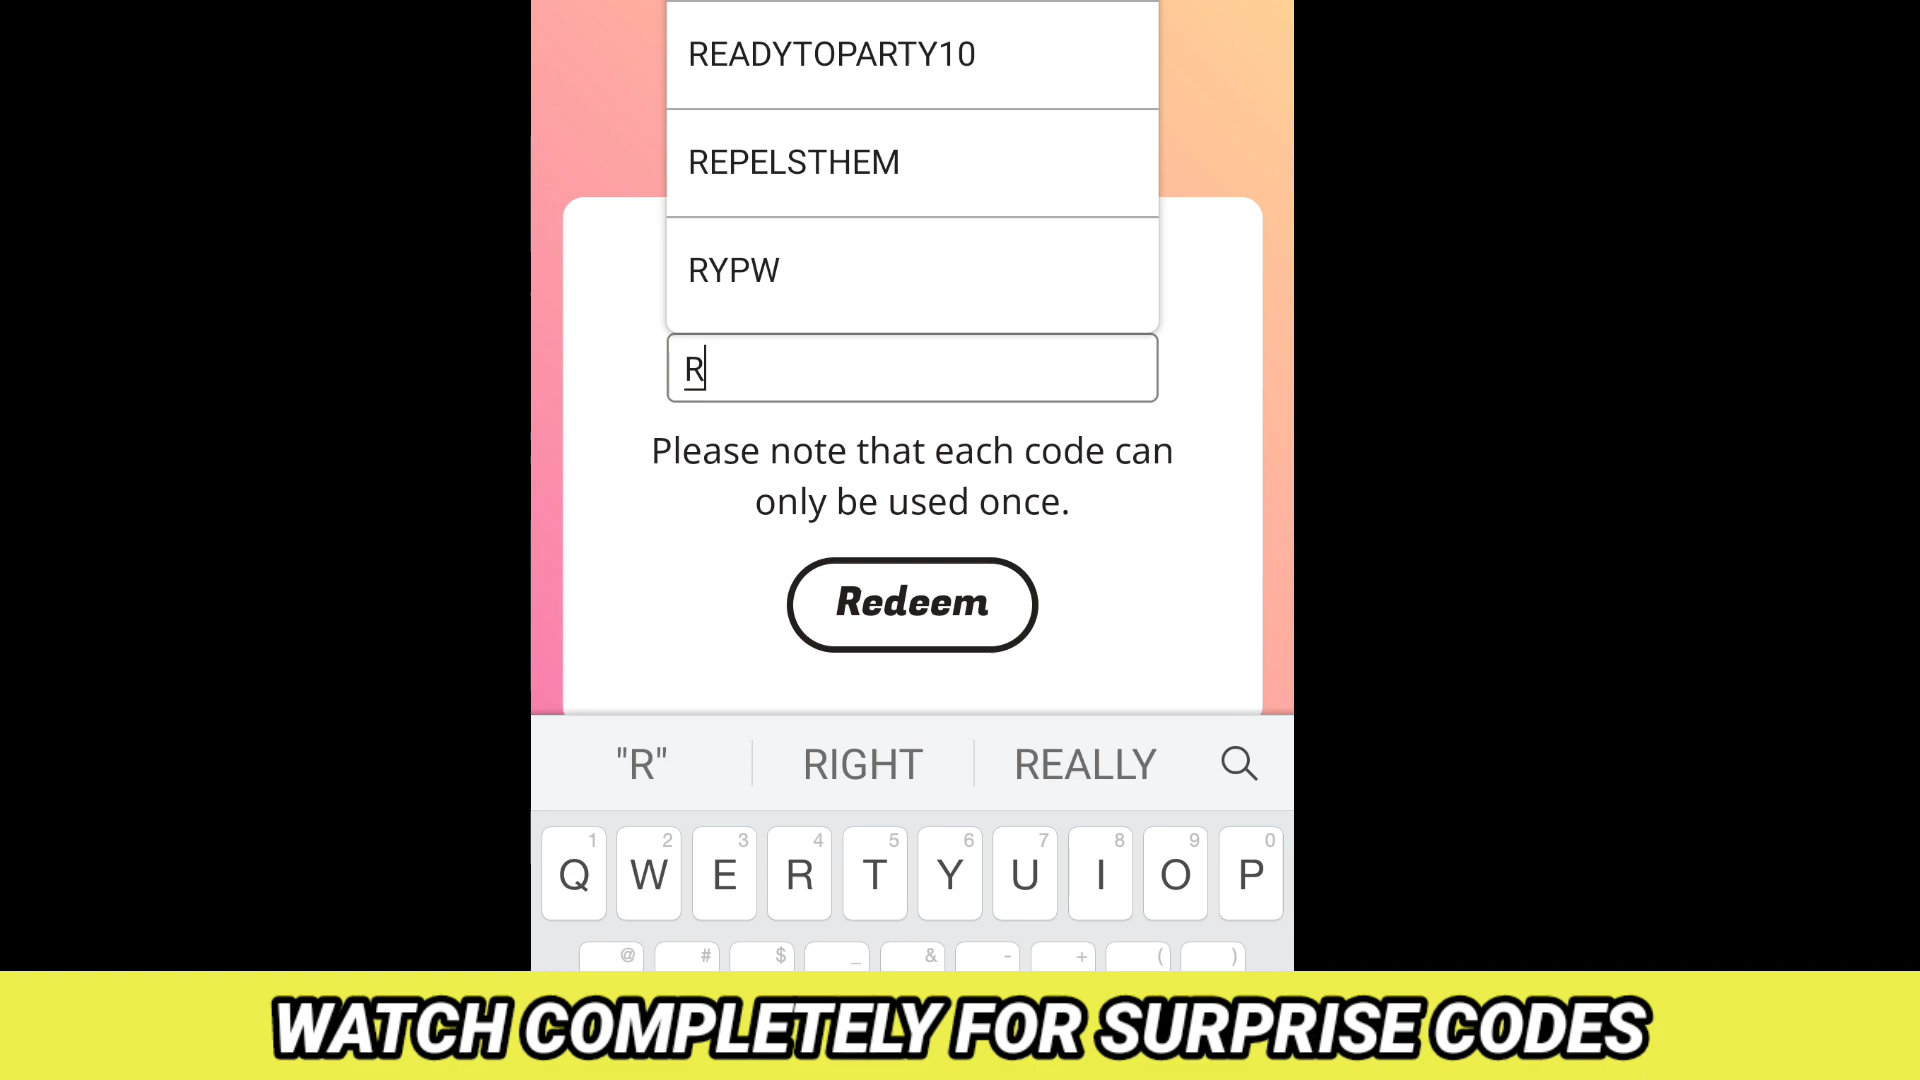 READYTOPARTY10
REPELSTHEM
RYPW
R
Please note that each code can
only be used once.
Redeem
"R" RIGHT REALLY
1 2 3 4 5 6 7 8 9 0
Q W E R T Y U I O P
@ # $ _ & - + ( )
WATCH COMPLETELY FOR SURPRISE CODES